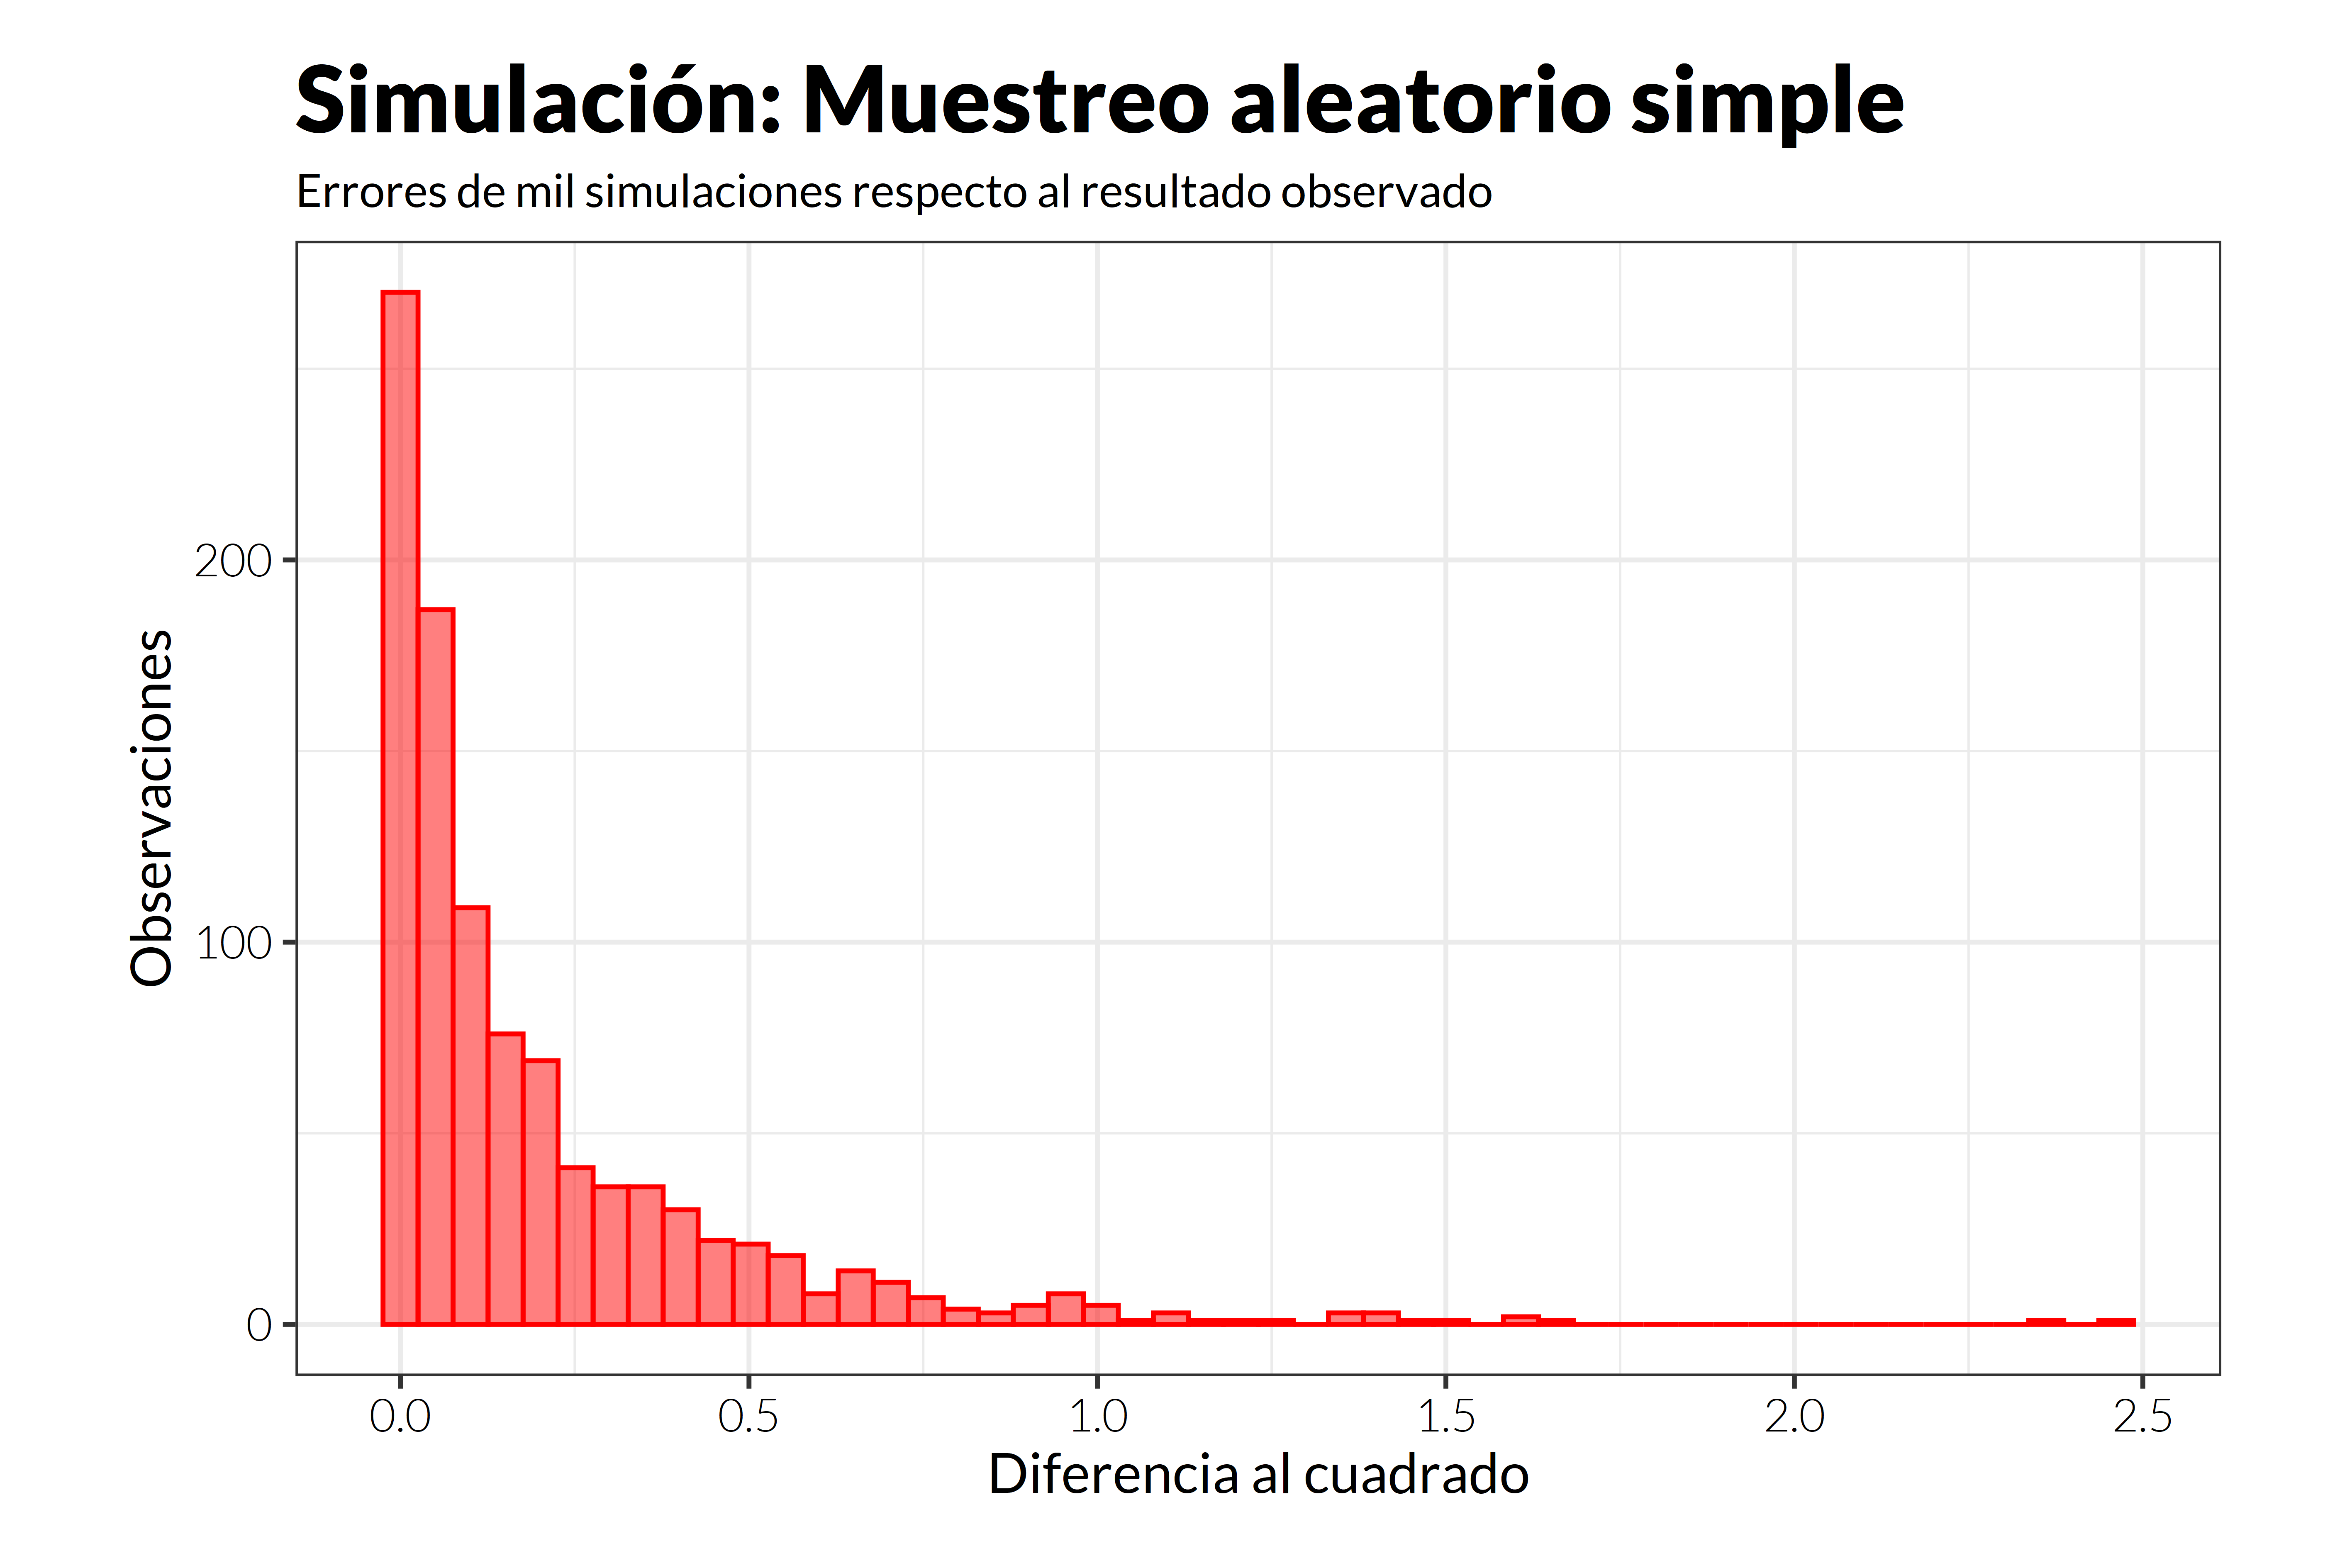 Simulación: Muestreo aleatorio simple
Errores de mil simulaciones respecto al resultado observado
Observaciones
200
100
0
0.0 0.5 1.0 1.5 2.0 2.5
Diferencia al cuadrado